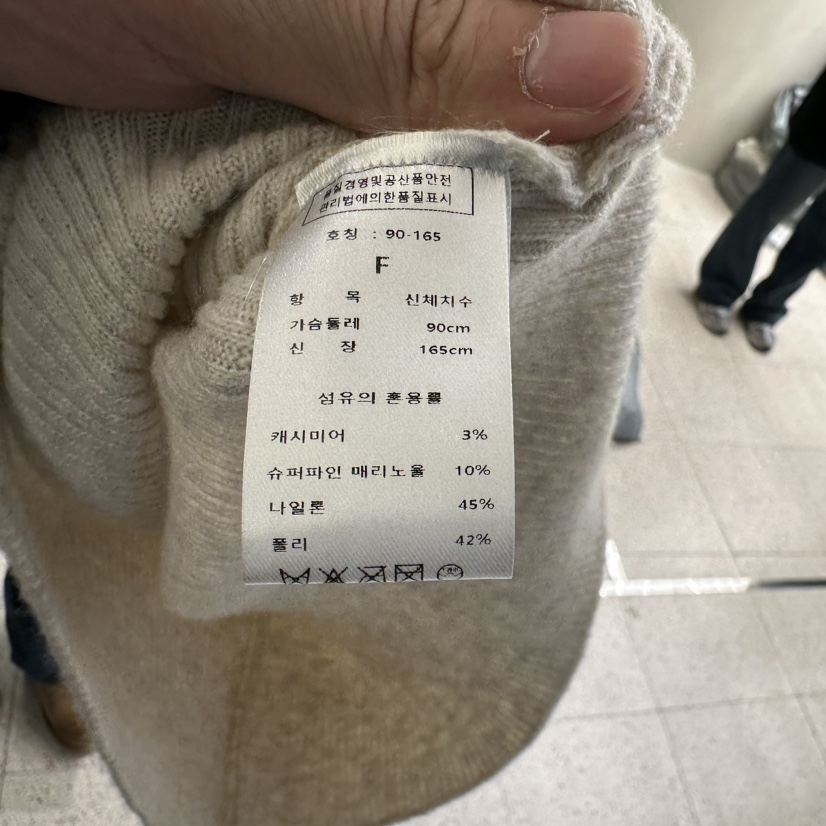 품질경영및공산품안전
관리법에의한품질표시
호칭 : 90-165
F
항 목 신체치수
가슴둘레 90cm
신 장 165cm
섬유의 혼용률
캐시미어 3%
슈퍼파인 매리노울 10%
나일론 45%
폴리 42%